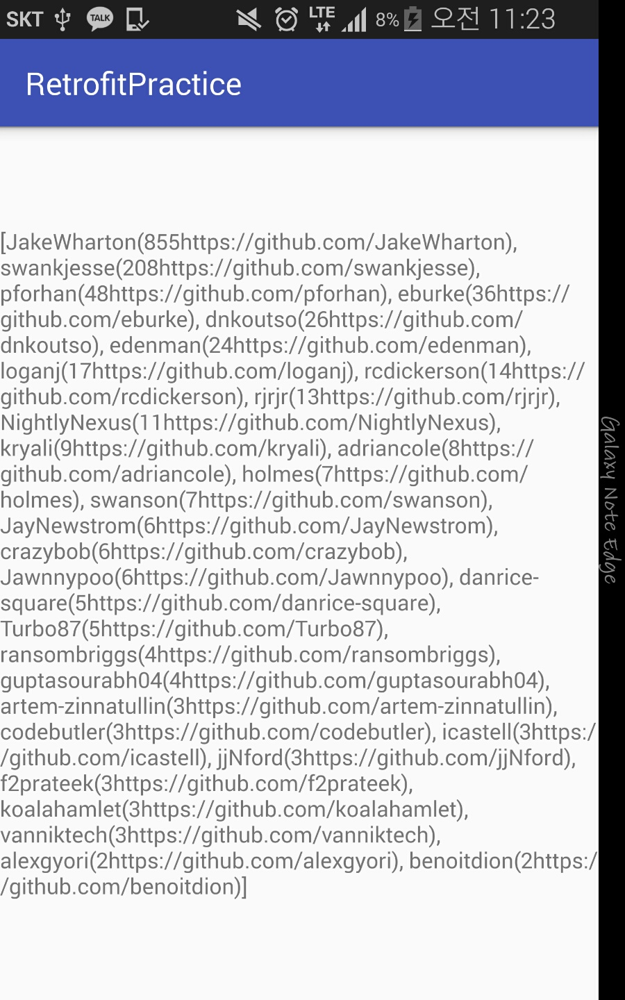 SKT TALK LTE 8% 오전 11:23
RetrofitPractice
[JakeWharton(855https://github.com/JakeWharton),
swankjesse(208https://github.com/swankjesse),
pforhan(48https://github.com/pforhan), eburke(36https://
github.com/eburke), dnkoutso(26https://github.com/
dnkoutso), edenman(24https://github.com/edenman),
loganj(17https://github.com/loganj), rcdickerson(14https://
github.com/rcdickerson), rjrjr(13https://github.com/rjrjr),
NightlyNexus(11https://github.com/NightlyNexus),
kryali(9https://github.com/kryali), adriancole(8https://
github.com/adriancole), holmes(7https://github.com/
holmes), swanson(7https://github.com/swanson),
JayNewstrom(6https://github.com/JayNewstrom),
crazybob(6https://github.com/crazybob),
Jawnnypoo(6https://github.com/Jawnnypoo), danrice-
square(5https://github.com/danrice-square),
Turbo87(5https://github.com/Turbo87),
ransombriggs(4https://github.com/ransombriggs),
guptasourabh04(4https://github.com/guptasourabh04),
artem-zinnatullin(3https://github.com/artem-zinnatullin),
codebutler(3https://github.com/codebutler), icastell(3https:/
/github.com/icastell), jjNford(3https://github.com/jjNford),
f2prateek(3https://github.com/f2prateek),
koalahamlet(3https://github.com/koalahamlet),
vanniktech(3https://github.com/vanniktech),
alexgyori(2https://github.com/alexgyori), benoitdion(2https:/
/github.com/benoitdion)]
Galaxy Note Edge